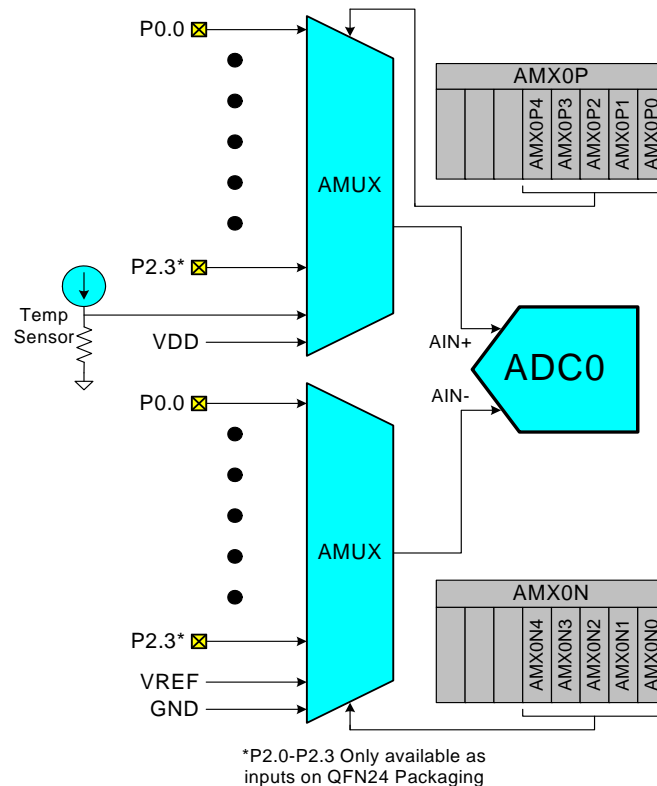 P0.0
AMX0P
AMX0P4
AMX0P3
AMX0P2
AMX0P1
AMX0P0
AMUX
P2.3*
Temp
Sensor
VDD
AIN+
ADC0
AIN-
P0.0
AMUX
AMX0N
AMX0N4
AMX0N3
AMX0N2
AMX0N1
AMX0N0
P2.3*
VREF
GND
*P2.0-P2.3 Only available as
inputs on QFN24 Packaging